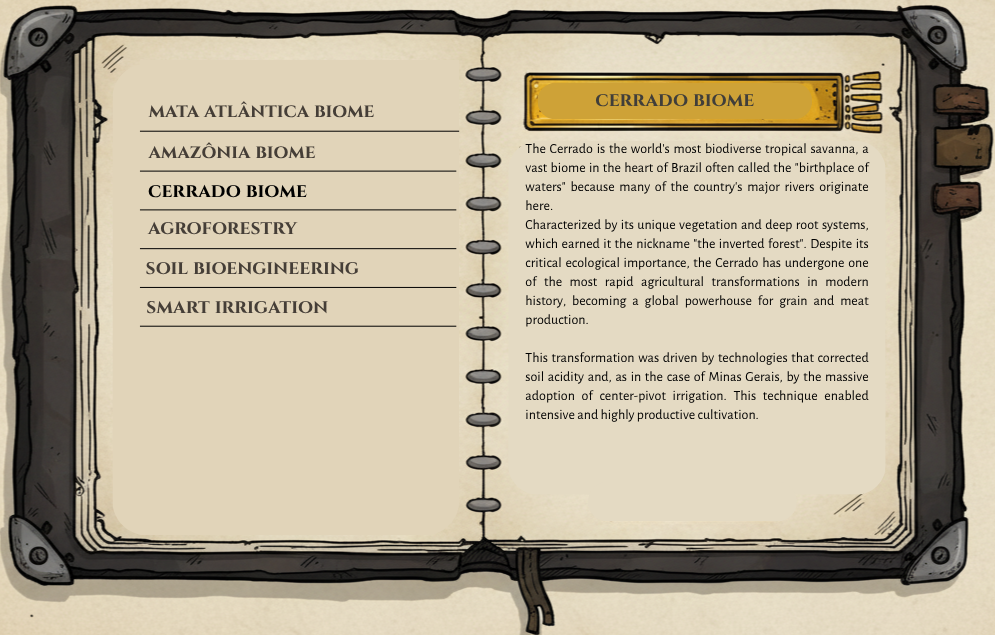 MATA ATLÂNTICA BIOME
AMAZÔNIA BIOME
CERRADO BIOME
AGROFORESTRY
SOIL BIOENGINEERING
SMART IRRIGATION
CERRADO BIOME
The Cerrado is the world's most biodiverse tropical savanna, a
vast biome in the heart of Brazil often called the "birthplace of
waters" because many of the country's major rivers originate
here.
Characterized by its unique vegetation and deep root systems,
which earned it the nickname "the inverted forest". Despite its
critical ecological importance, the Cerrado has undergone one
of the most rapid agricultural transformations in modern
history, becoming a global powerhouse for grain and meat
production.
This transformation was driven by technologies that corrected
soil acidity and, as in the case of Minas Gerais, by the massive
adoption of center-pivot irrigation. This technique enabled
intensive and highly productive cultivation.